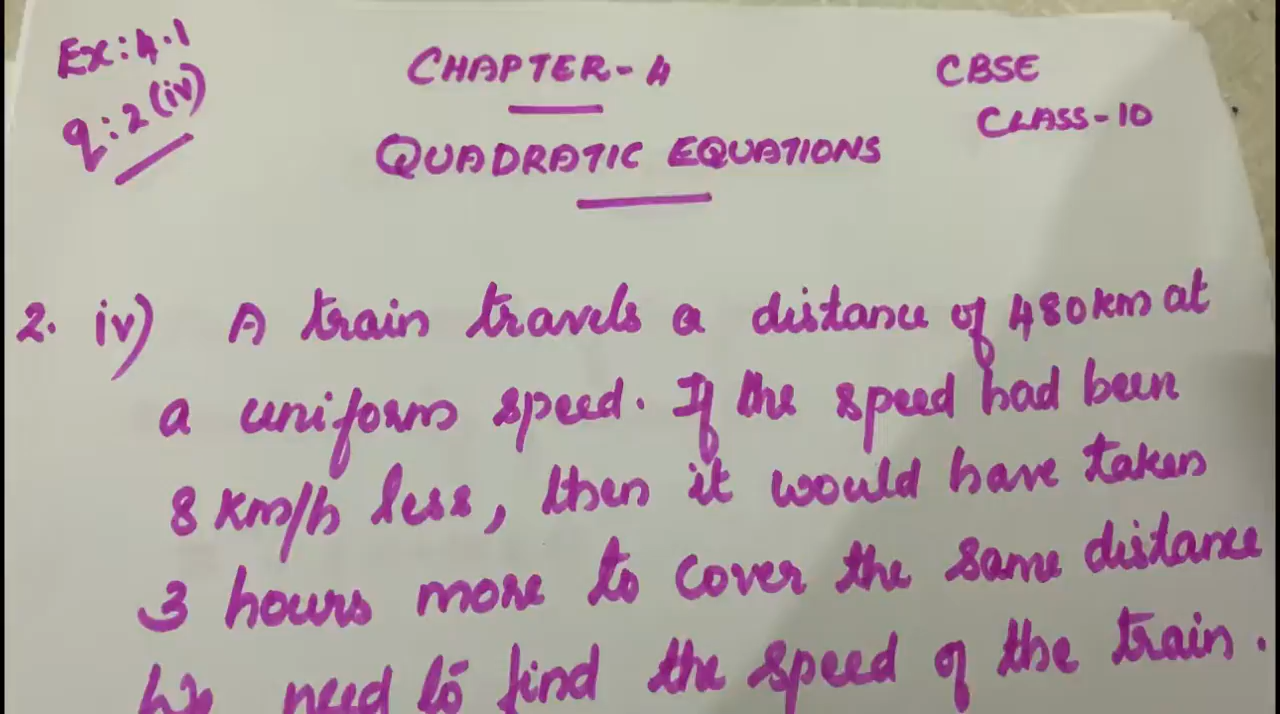 Ex: 4.1
q: 2 (iv)
CHAPTER - 4
QUADRATIC EQUATIONS
CBSE
CLASS - 10
2. iv) A train travels a distance of 480 km at
a uniform speed. If the speed had been
8 km/h less, then it would have taken
3 hours more to cover the same distance
We need to find the speed of the train.